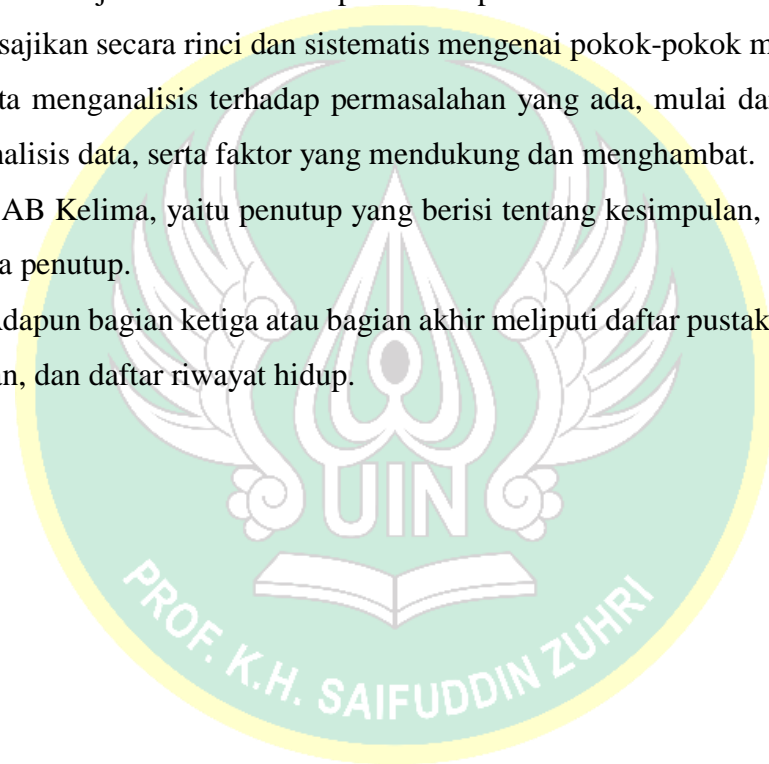 sajikan secara rinci dan sistematis mengenai pokok-pokok
ta menganalisis terhadap permasalahan yang ada, mulai
nalisis data, serta faktor yang mendukung dan menghambat.
AB Kelima, yaitu penutup yang berisi tentang kesimpulan,
a penutup.
dapun bagian ketiga atau bagian akhir meliputi daftar pustak
an, dan daftar riwayat hidup.
UIN
PROF. K.H. SAIFUDDIN ZUHRI